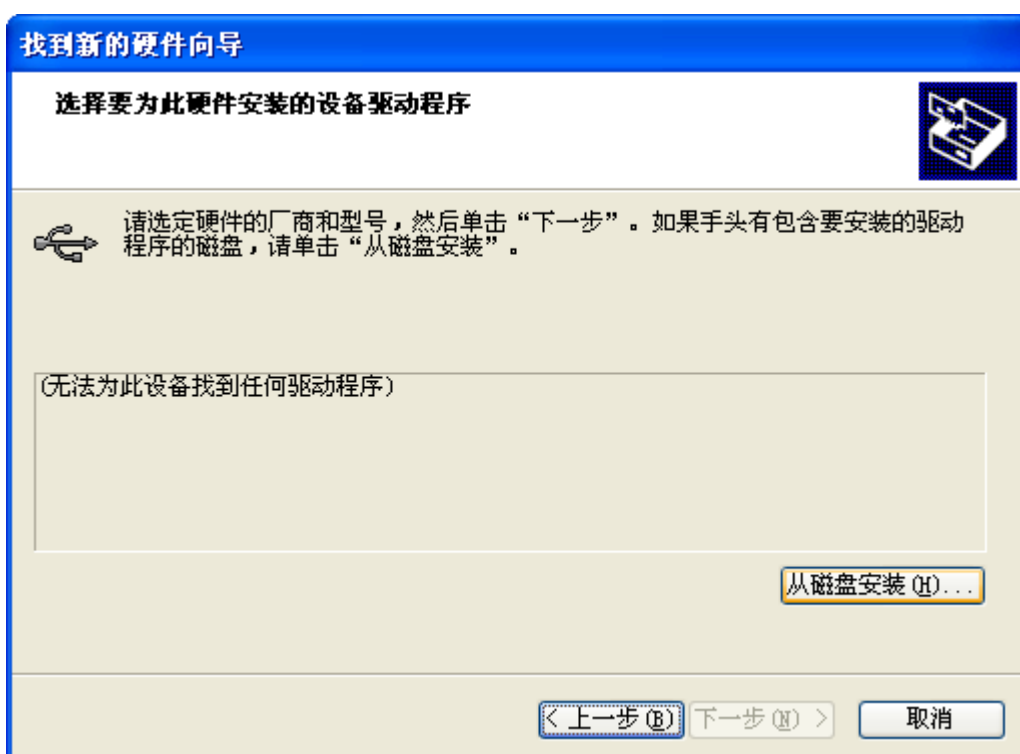 找到新的硬件向导
选择要为此硬件安装的设备驱动程序
请选定硬件的厂商和型号，然后单击“下一步”。如果手头有包含要安装的驱动
程序的磁盘，请单击“从磁盘安装”。
(无法为此设备找到任何驱动程序)
从磁盘安装(H)...
< 上一步(B) 下一步(N) > 取消